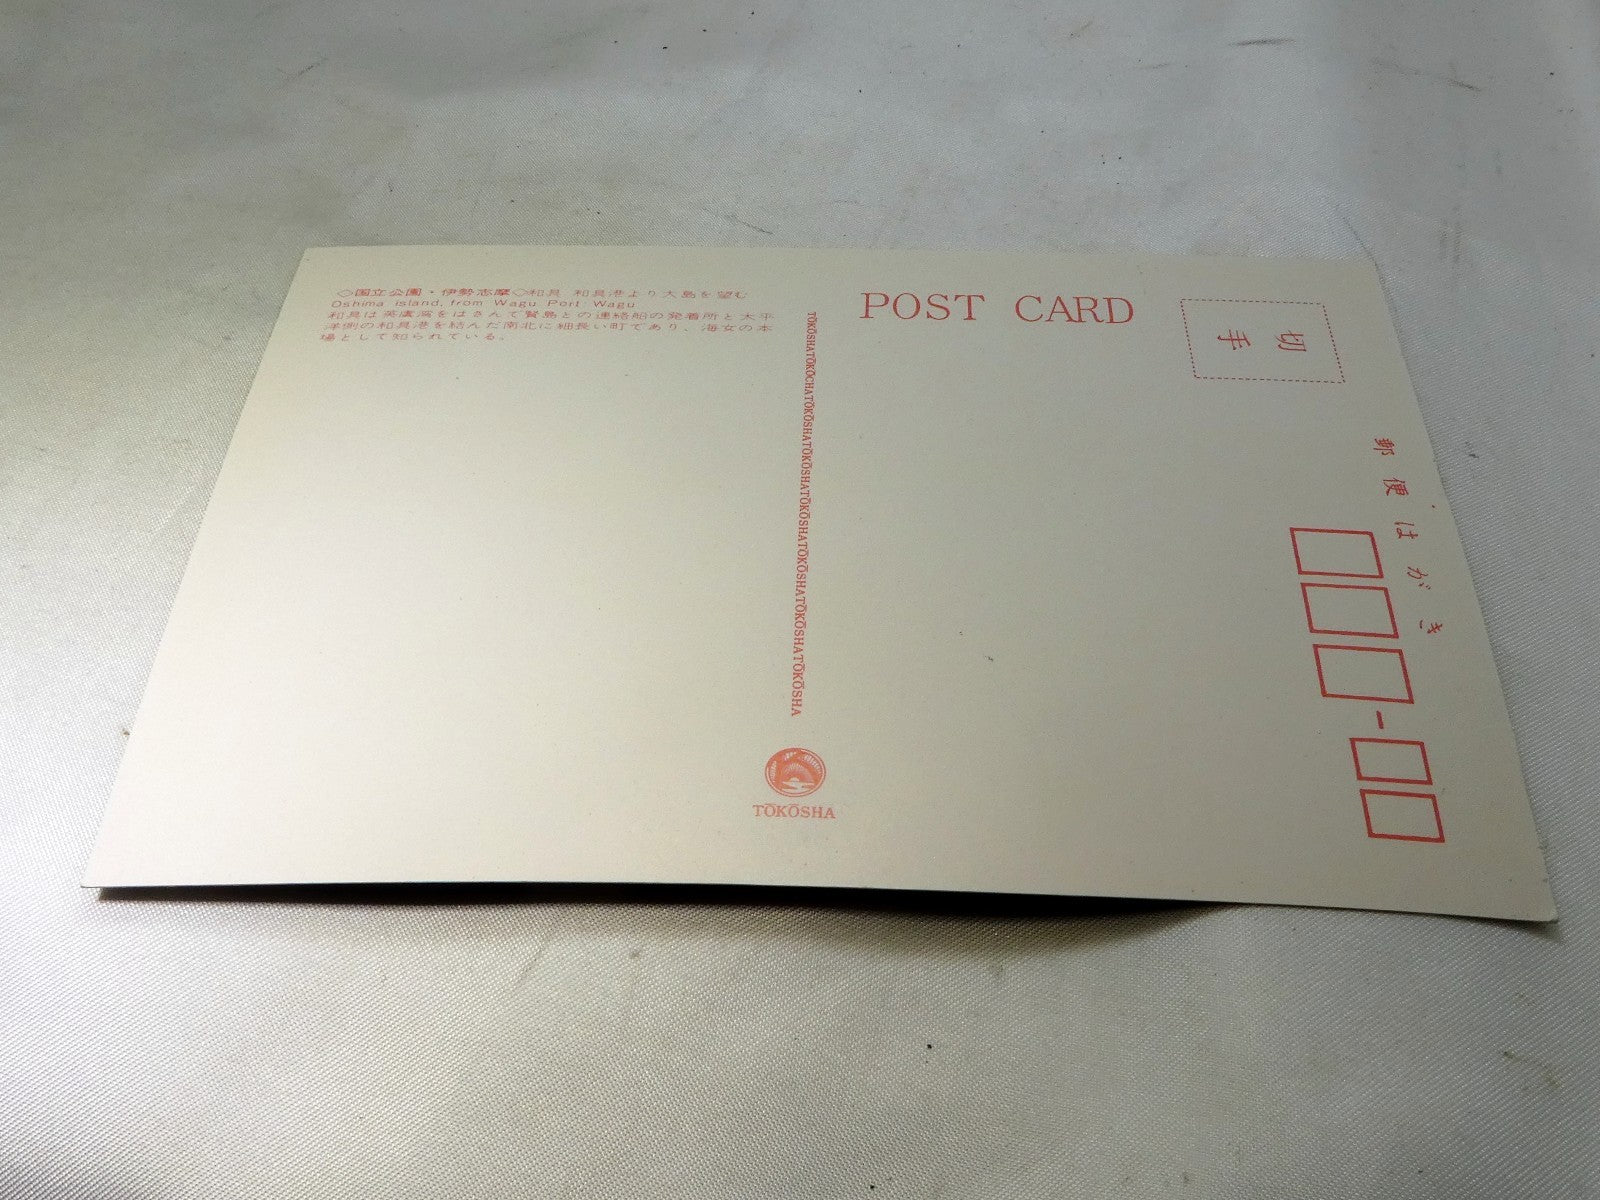 ◇国立公園・伊勢志摩◇和具 和具港より大島を望む
Oshima island, from Wagu Port: Wagu
和具は英虞湾をはさんで賢島との連絡船の発着所と太平
洋側の和具港を結んだ南北に細長い町であり、海女の本
場として知られている。
TŌKŌSHATŌKŌCHATŌKŌSHATŌKŌSHATŌKŌSHATŌKŌSHATŌKŌSHATŌKŌSHATŌKŌSHA
TŌKŌSHA
POST CARD
切手
郵便はがき